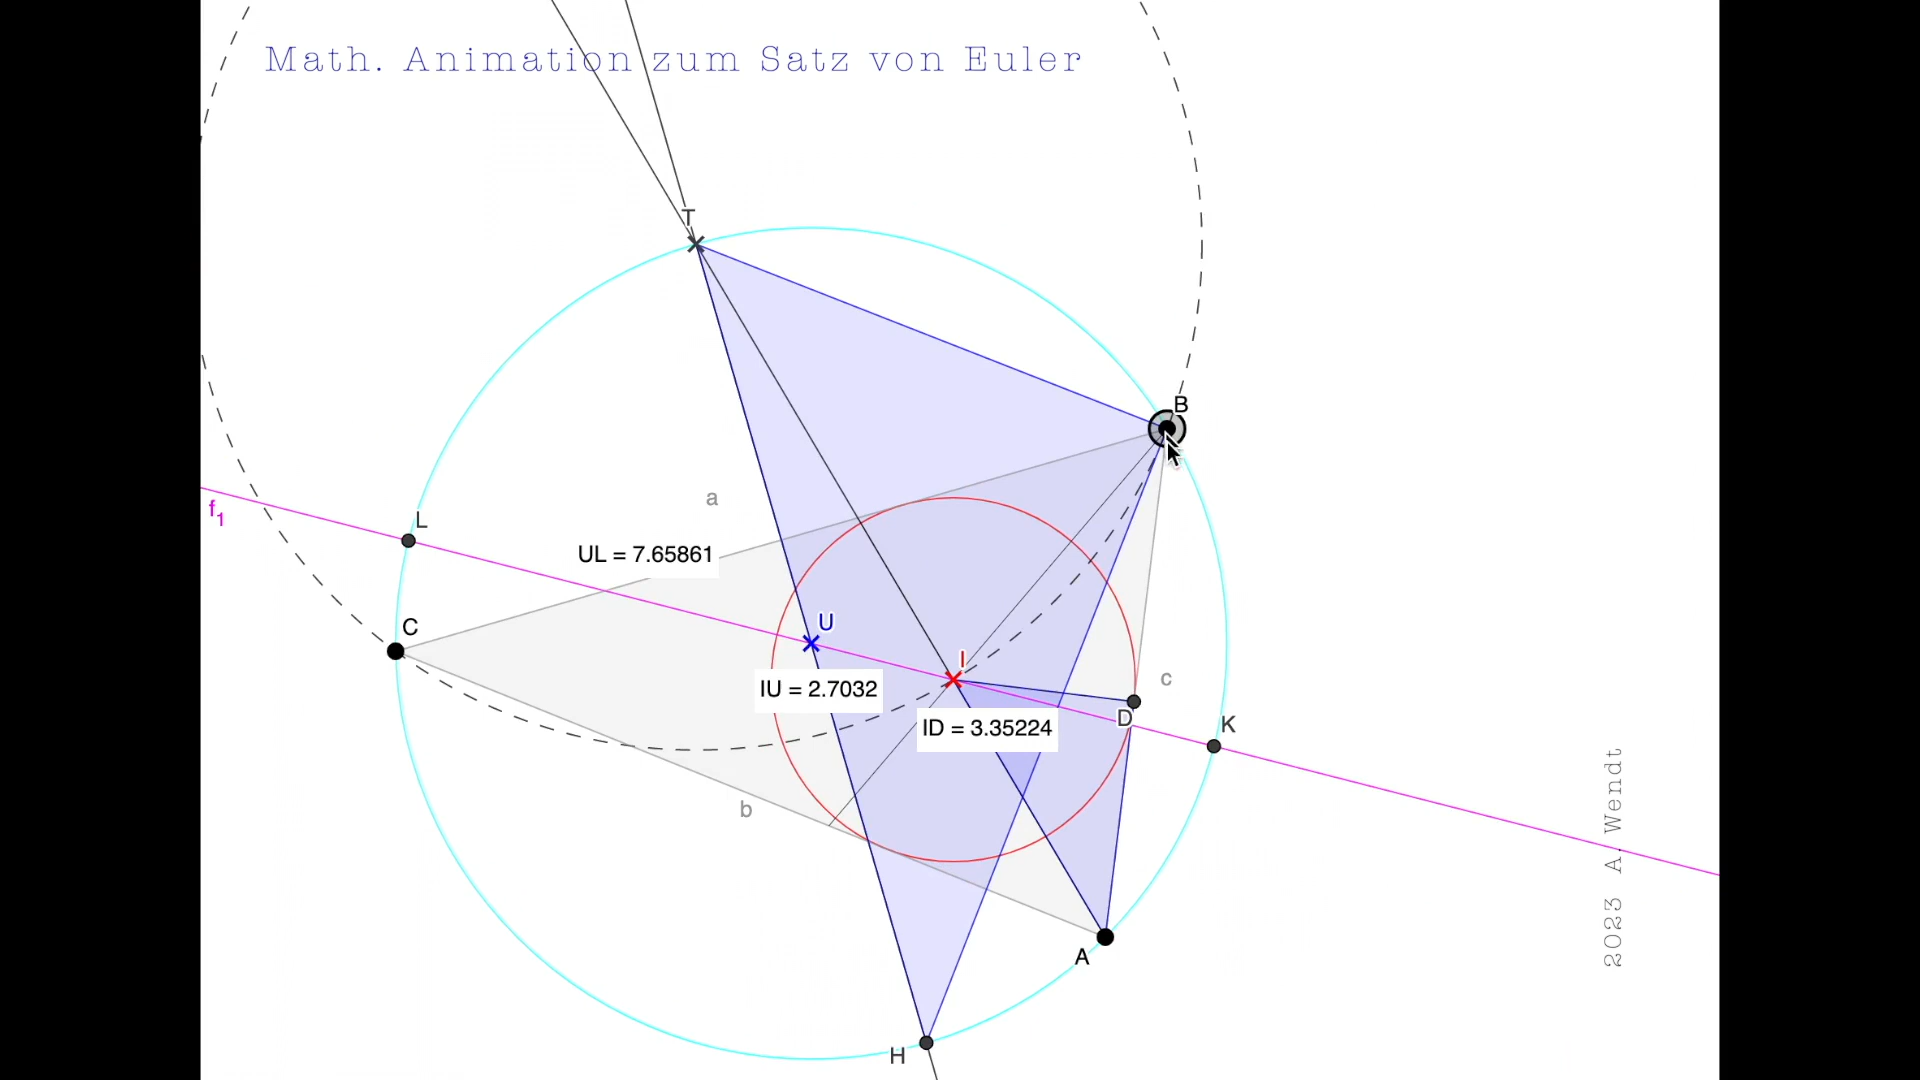 Math. Animation zum Satz von Euler
T
B
a
L
f1
UL = 7.65861
C
U
I
IU = 2.7032
c
D
K
ID = 3.35224
b
A
H
2023 A. Wendt